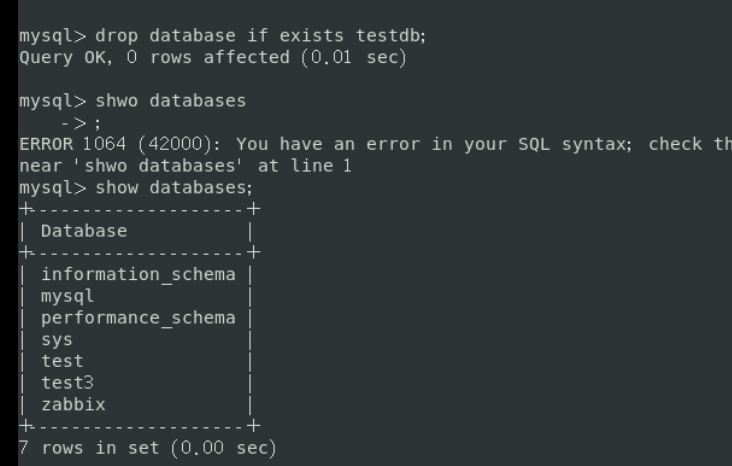 mysql> drop database if exists testdb;
Query OK, 0 rows affected (0.01 sec)
mysql> shwo databases
    -> ;
ERROR 1064 (42000): You have an error in your SQL syntax; check th
near 'shwo databases' at line 1
mysql> show databases;
+--------------------+
| Database           |
+--------------------+
| information_schema |
| mysql              |
| performance_schema |
| sys                |
| test               |
| test3              |
| zabbix             |
+--------------------+
7 rows in set (0.00 sec)